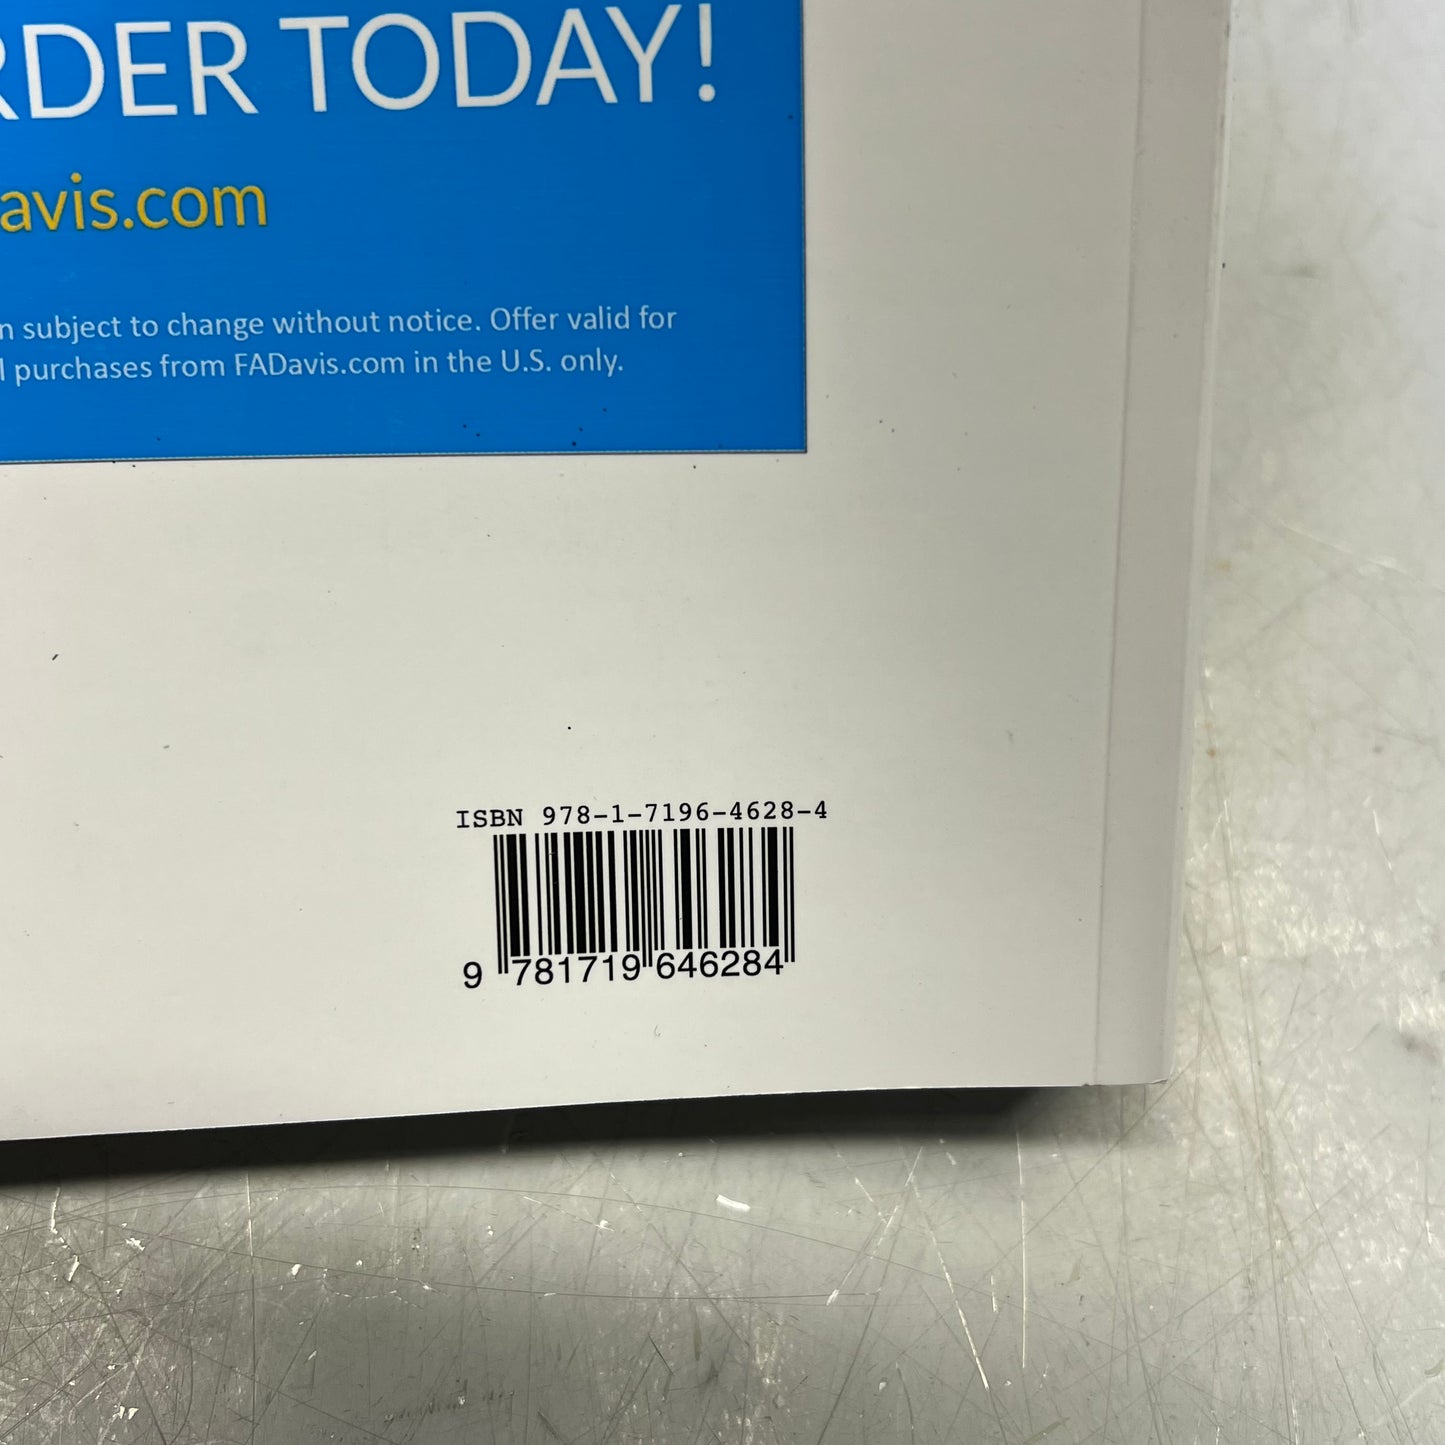 RDER TODAY!
avis.com
n subject to change without notice. Offer valid for
l purchases from FADavis.com in the U.S. only.
ISBN 978-1-7196-4628-4
9 781719 646284